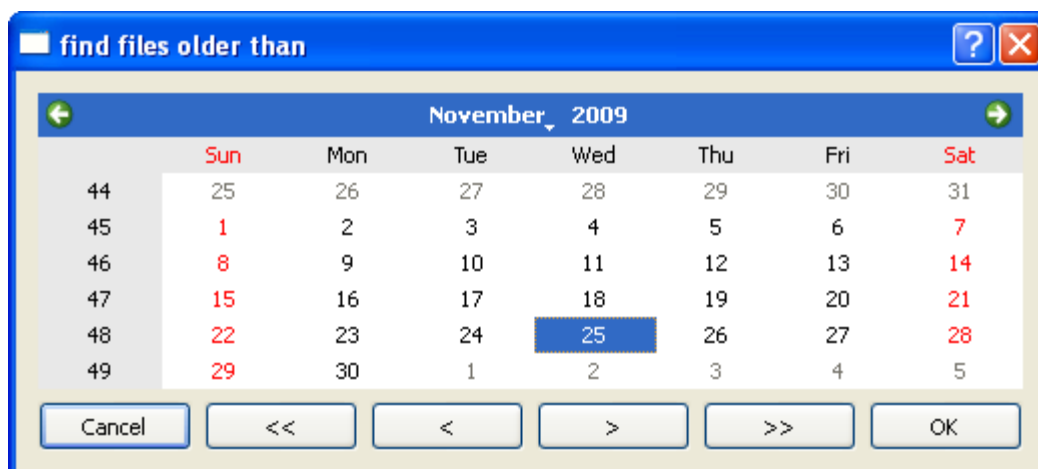 find files older than
?
November 2009
Sun Mon Tue Wed Thu Fri Sat
44 25 26 27 28 29 30 31
45 1 2 3 4 5 6 7
46 8 9 10 11 12 13 14
47 15 16 17 18 19 20 21
48 22 23 24 25 26 27 28
49 29 30 1 2 3 4 5
Cancel << < > >> OK